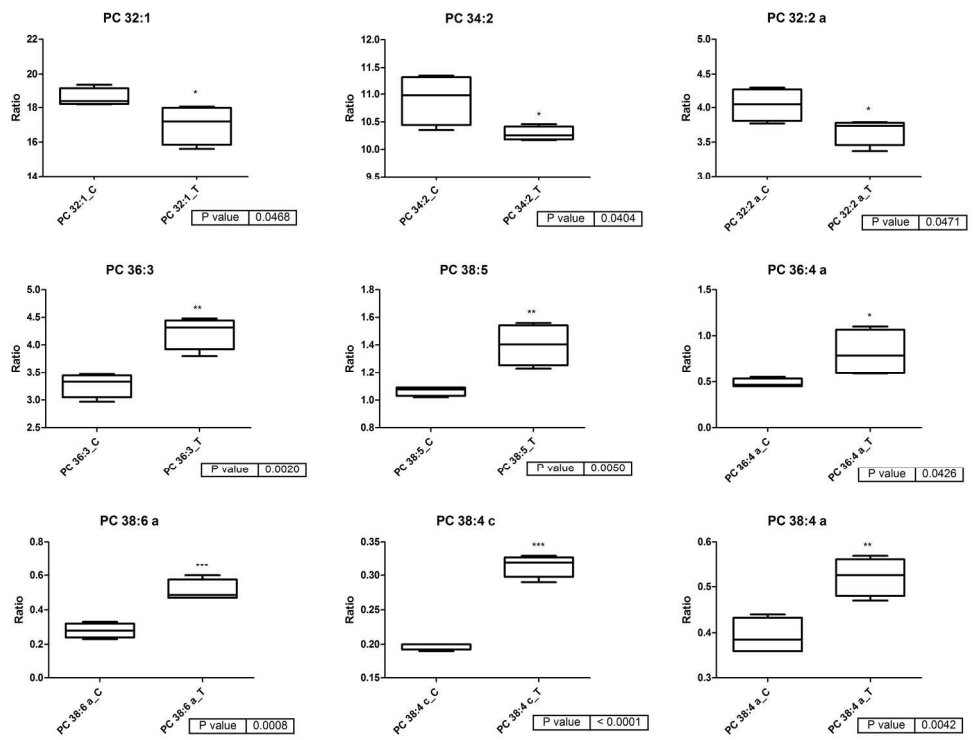 PC 32:1
Ratio
22
20
18
16
14
*
PC 32:1_C
PC 32:1_T
P value 0.0468
PC 34:2
Ratio
12.0
11.5
11.0
10.5
10.0
9.5
*
PC 34:2_C
PC 34:2_T
P value 0.0404
PC 32:2 a
Ratio
5.0
4.5
4.0
3.5
3.0
*
PC 32:2 a_C
PC 32:2 a_T
P value 0.0471
PC 36:3
Ratio
5.0
4.5
4.0
3.5
3.0
2.5
**
PC 36:3_C
PC 36:3_T
P value 0.0020
PC 38:5
Ratio
1.8
1.6
1.4
1.2
1.0
0.8
**
PC 38:5_C
PC 38:5_T
P value 0.0050
PC 36:4 a
Ratio
1.5
1.0
0.5
0.0
*
PC 36:4 a_C
PC 36:4 a_T
P value 0.0426
PC 38:6 a
Ratio
0.8
0.6
0.4
0.2
0.0
***
PC 38:6 a_C
PC 38:6 a_T
P value 0.0008
PC 38:4 c
Ratio
0.35
0.30
0.25
0.20
0.15
***
PC 38:4 c_C
PC 38:4 c_T
P value < 0.0001
PC 38:4 a
Ratio
0.6
0.5
0.4
0.3
**
PC 38:4 a_C
PC 38:4 a_T
P value 0.0042